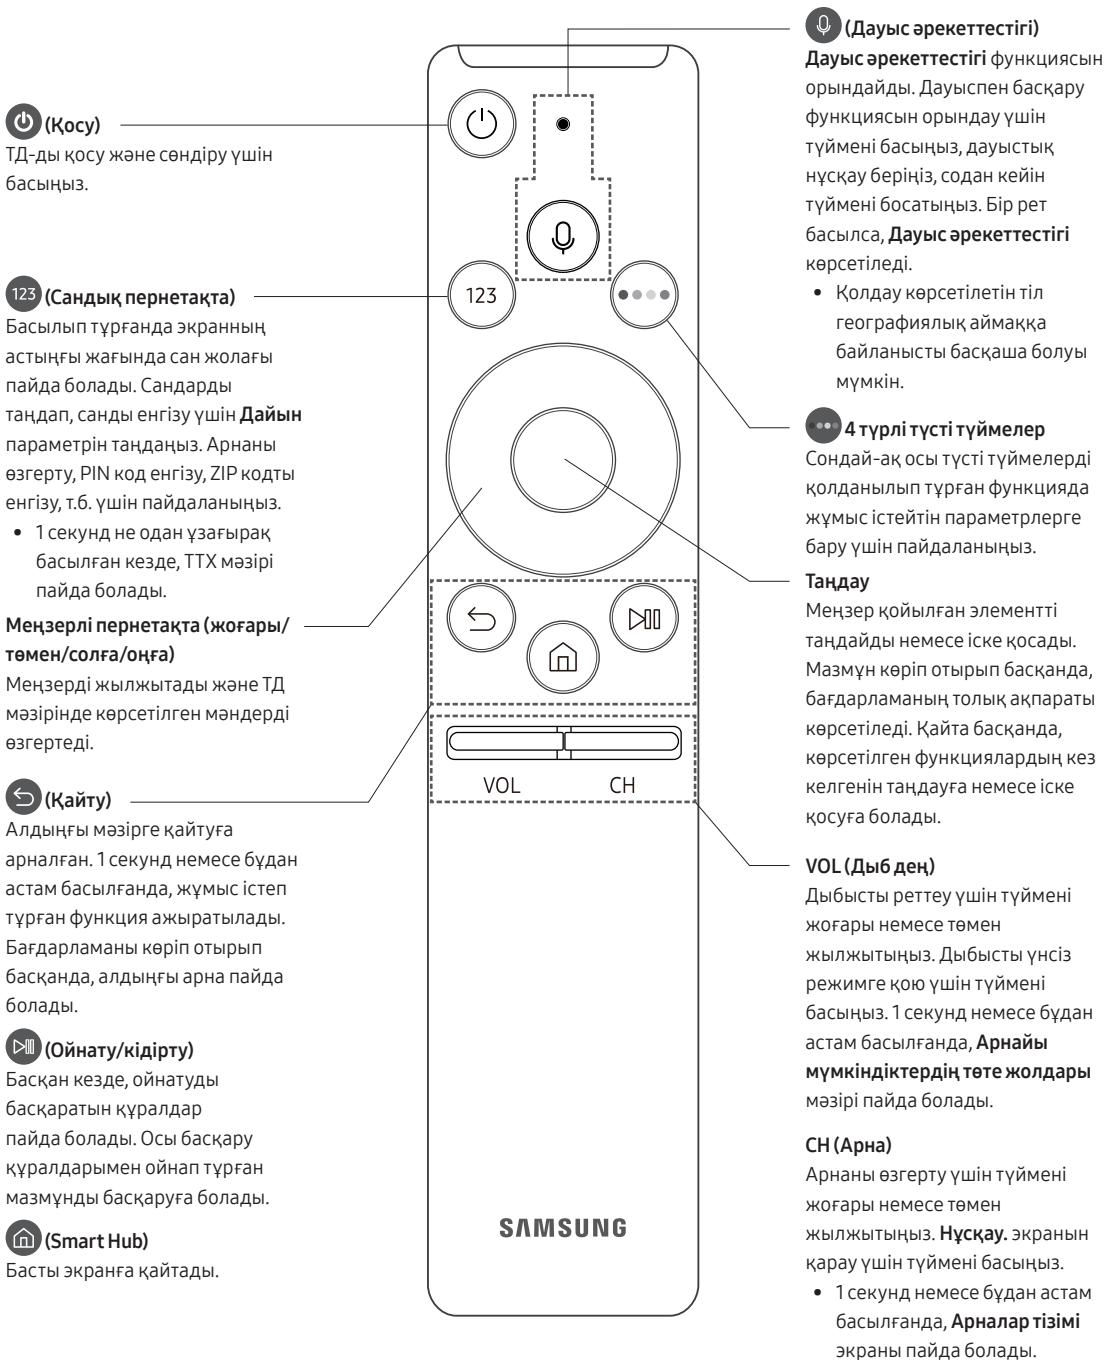 (Қосу)
ТД-ды қосу және сөндіру үшін
басыңыз.
123 (Сандық пернетақта)
Басылып тұрғанда экранның
астыңғы жағында сан жолағы
пайда болады. Сандарды
таңдап, санды енгізу үшін Дайын
параметрін таңдаңыз. Арнаны
өзгерту, PIN код енгізу, ZIP кодты
енгізу, т.б. үшін пайдаланыңыз.
• 1 секунд не одан ұзағырақ
басылған кезде, ТТХ мәзірі
пайда болады.
Меңзерлі пернетақта (жоғары/
төмен/солға/оңға)
Меңзерді жылжытады және ТД
мәзірінде көрсетілген мәндерді
өзгертеді.
(Қайту)
Алдыңғы мәзірге қайтуға
арналған. 1 секунд немесе бұдан
астам басылғанда, жұмыс істеп
тұрған функция ажыратылады.
Бағдарламаны көріп отырып
басқанда, алдыңғы арна пайда
болады.
(Ойнату/кідірту)
Басқан кезде, ойнатуды
басқаратын құралдар
пайда болады. Осы басқару
құралдарымен ойнап тұрған
мазмұнды басқаруға болады.
(Smart Hub)
Басты экранға қайтады.
123
VOL CH
SAMSUNG
(Дауыс әрекеттестігі)
Дауыс әрекеттестігі функциясын
орындайды. Дауыспен басқару
функциясын орындау үшін
түймені басыңыз, дауыстық
нұсқау беріңіз, содан кейін
түймені босатыңыз. Бір рет
басылса, Дауыс әрекеттестігі
көрсетіледі.
• Қолдау көрсетілетін тіл
географиялық аймаққа
байланысты басқаша болуы
мүмкін.
4 түрлі түсті түймелер
Сондай-ақ осы түсті түймелерді
қолданылып тұрған функцияда
жұмыс істейтін параметрлерге
бару үшін пайдаланыңыз.
Таңдау
Меңзер қойылған элементті
таңдайды немесе іске қосады.
Мазмұн көріп отырып басқанда,
бағдарламаның толық ақпараты
көрсетіледі. Қайта басқанда,
көрсетілген функциялардың кез
келгенін таңдауға немесе іске
қосуға болады.
VOL (Дыб дең)
Дыбысты реттеу үшін түймені
жоғары немесе төмен
жылжытыңыз. Дыбысты үнсіз
режимге қою үшін түймені
басыңыз. 1 секунд немесе бұдан
астам басылғанда, Арнайы
мүмкіндіктердің төте жолдары
мәзірі пайда болады.
CH (Арна)
Арнаны өзгерту үшін түймені
жоғары немесе төмен
жылжытыңыз. Нұсқау. экранын
қарау үшін түймені басыңыз.
• 1 секунд немесе бұдан астам
басылғанда, Арналар тізімі
экраны пайда болады.